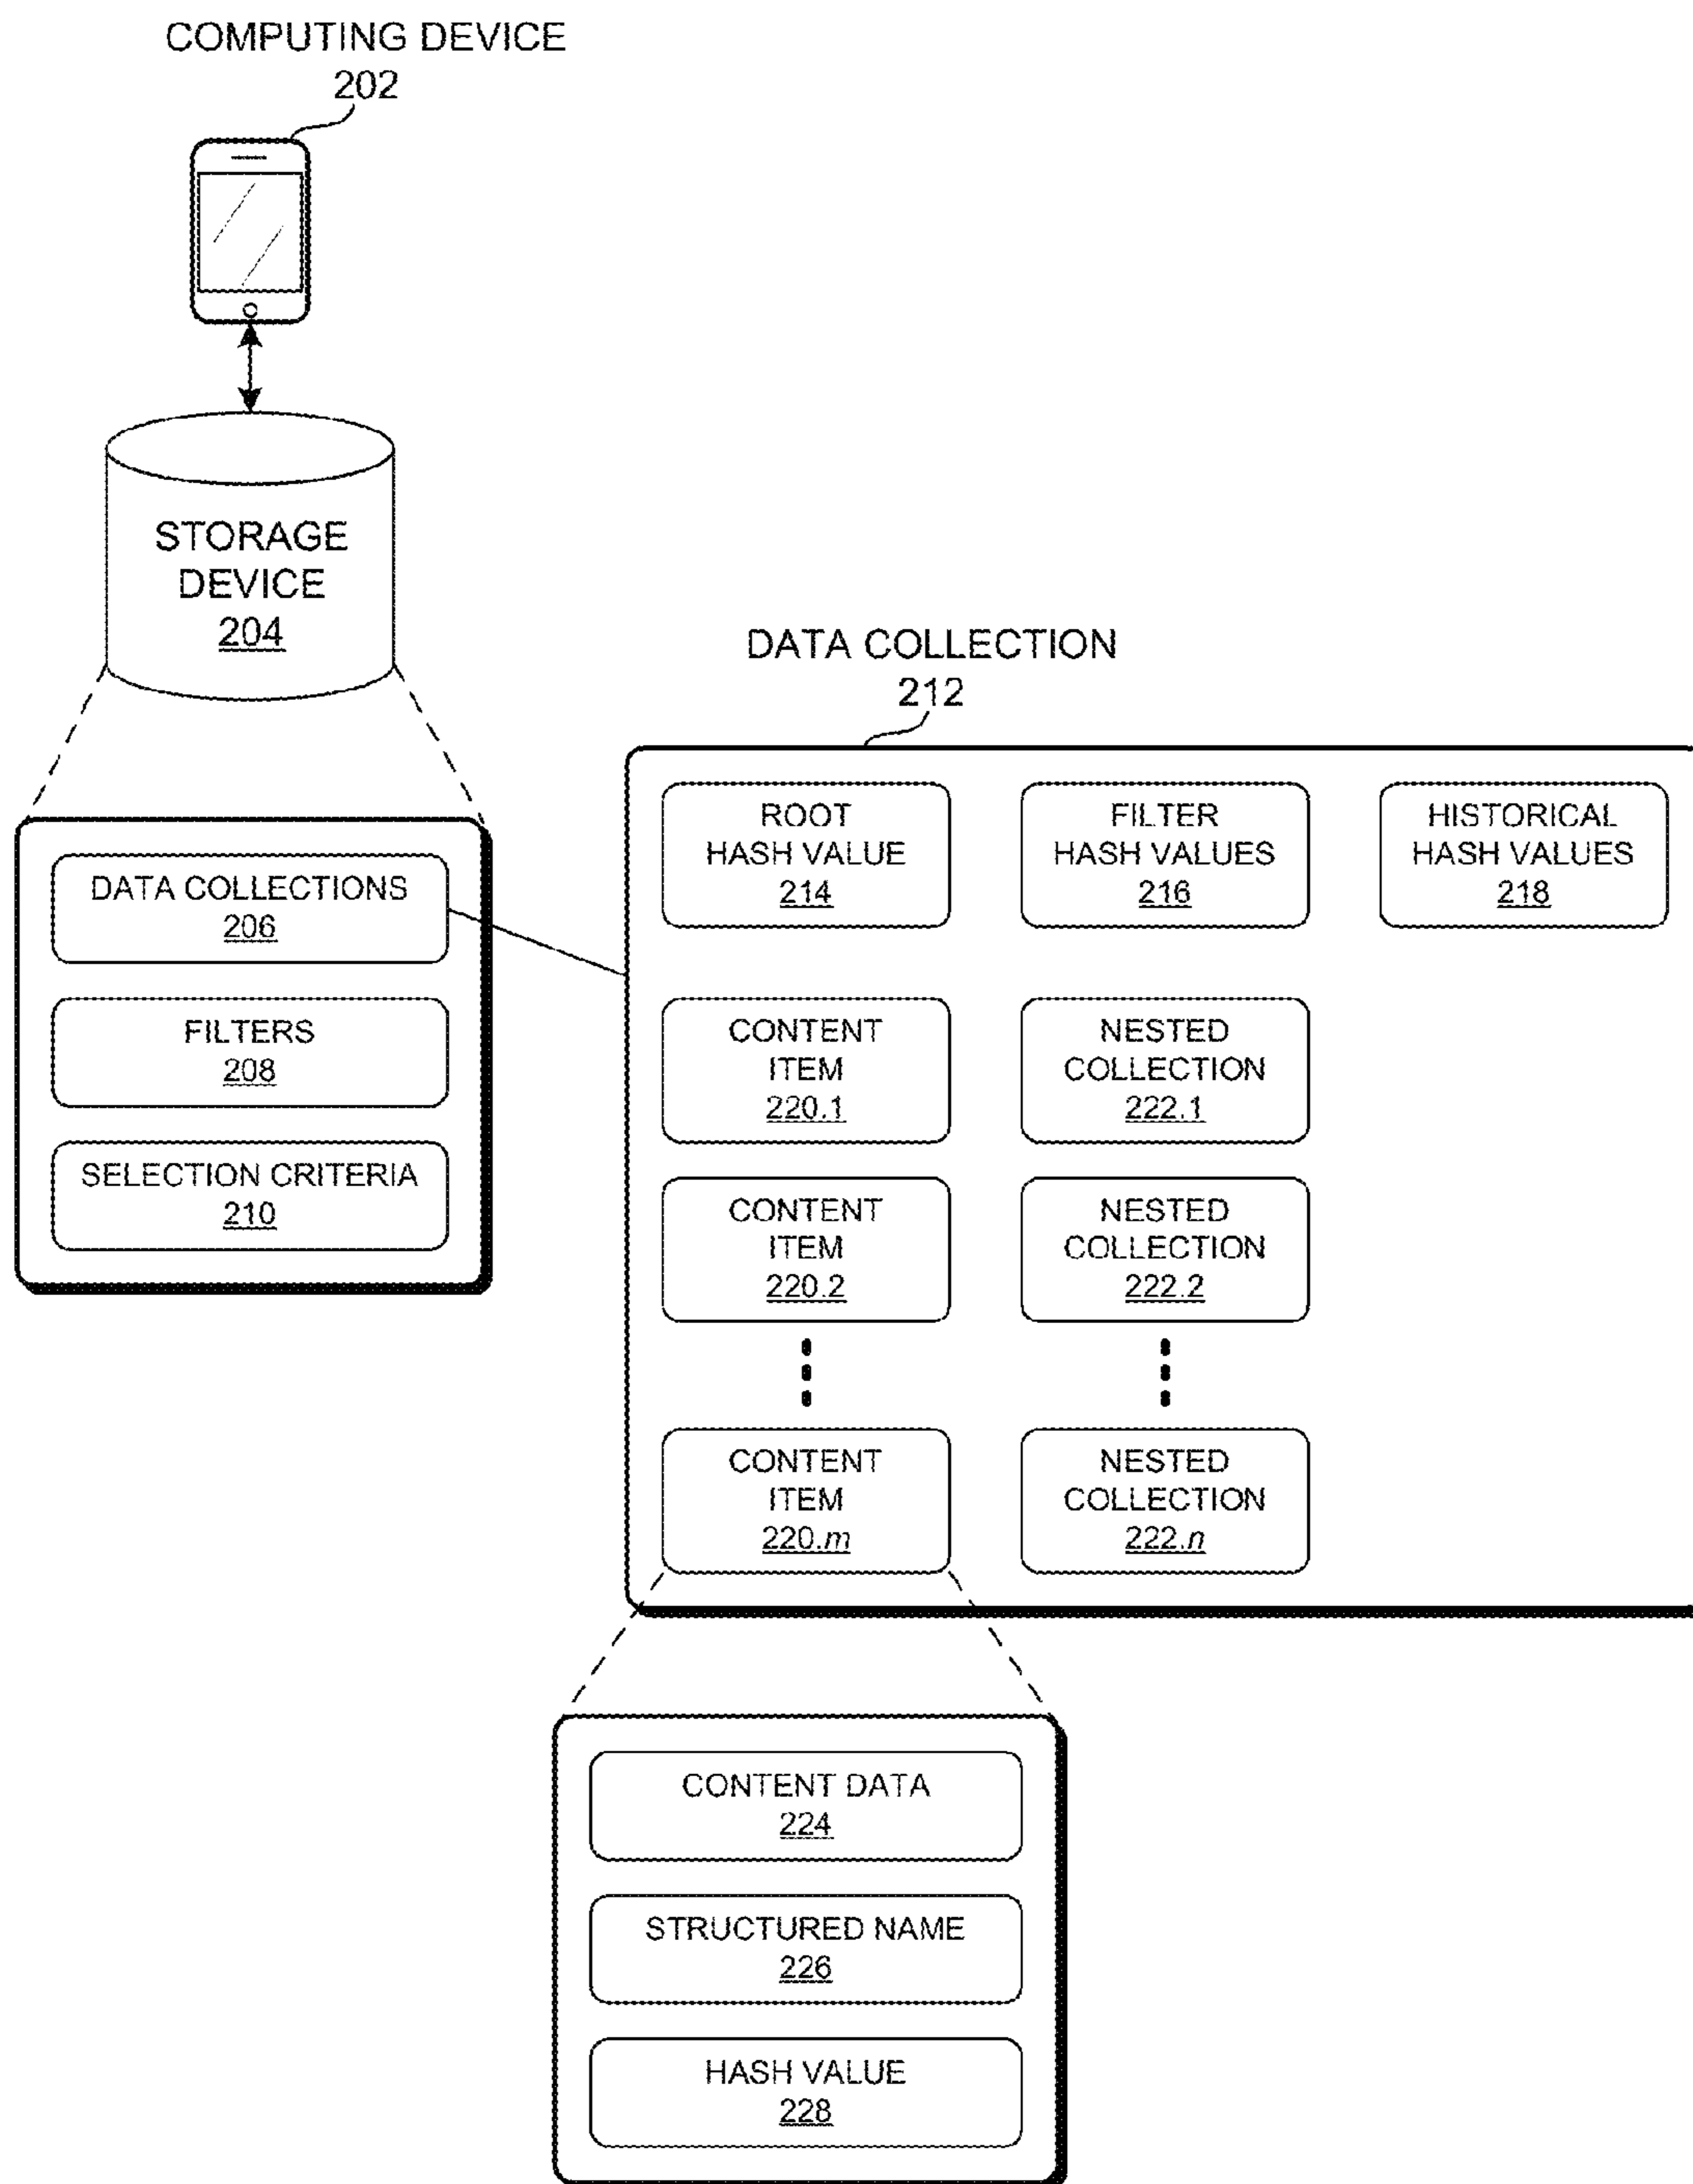 COMPUTING DEVICE
202
STORAGE
DEVICE
204
DATA COLLECTIONS
206
FILTERS
208
SELECTION CRITERIA
210
DATA COLLECTION
212
ROOT
HASH VALUE
214
FILTER
HASH VALUES
216
HISTORICAL
HASH VALUES
218
CONTENT
ITEM
220.1
NESTED
COLLECTION
222.1
CONTENT
ITEM
220.2
NESTED
COLLECTION
222.2
CONTENT
ITEM
220.m
NESTED
COLLECTION
222.n
CONTENT DATA
224
STRUCTURED NAME
226
HASH VALUE
228